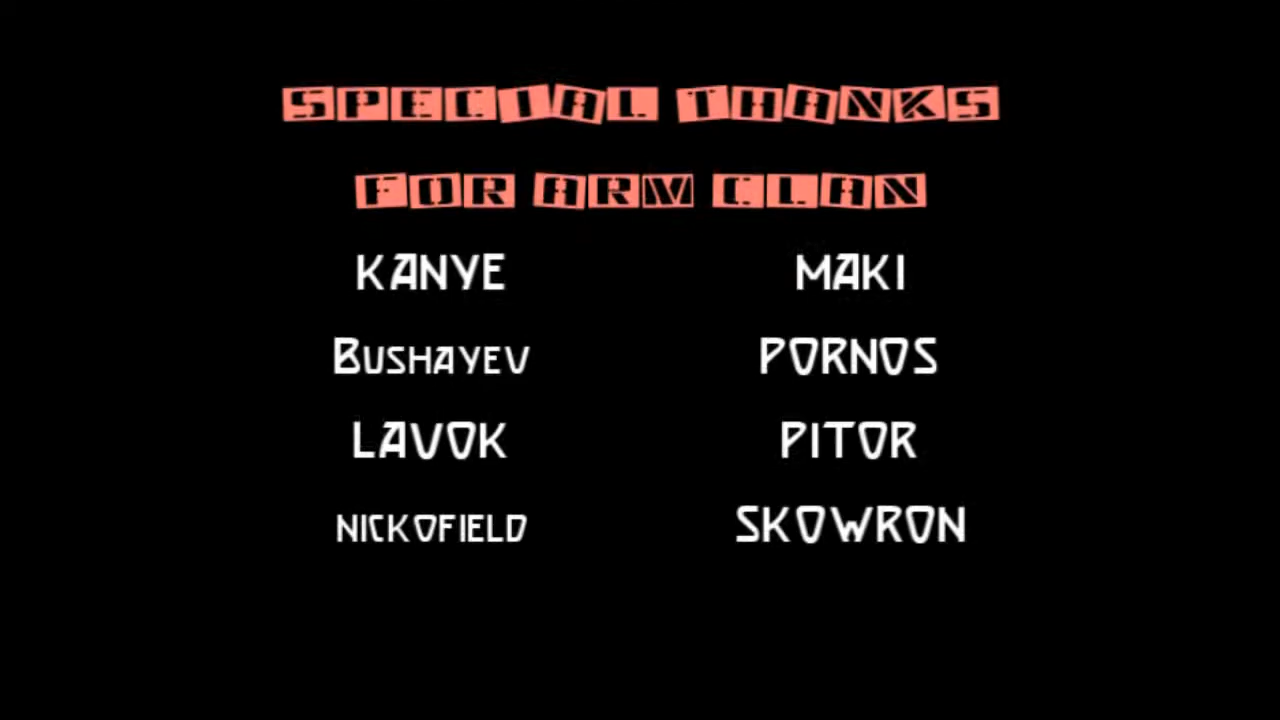 SPECIAL THANKS
FOR ARM CLAN
KANYE MAKI
BUSHAYEV PORNOS
LAVOK PITOR
NICKOFIELD SKOWRON